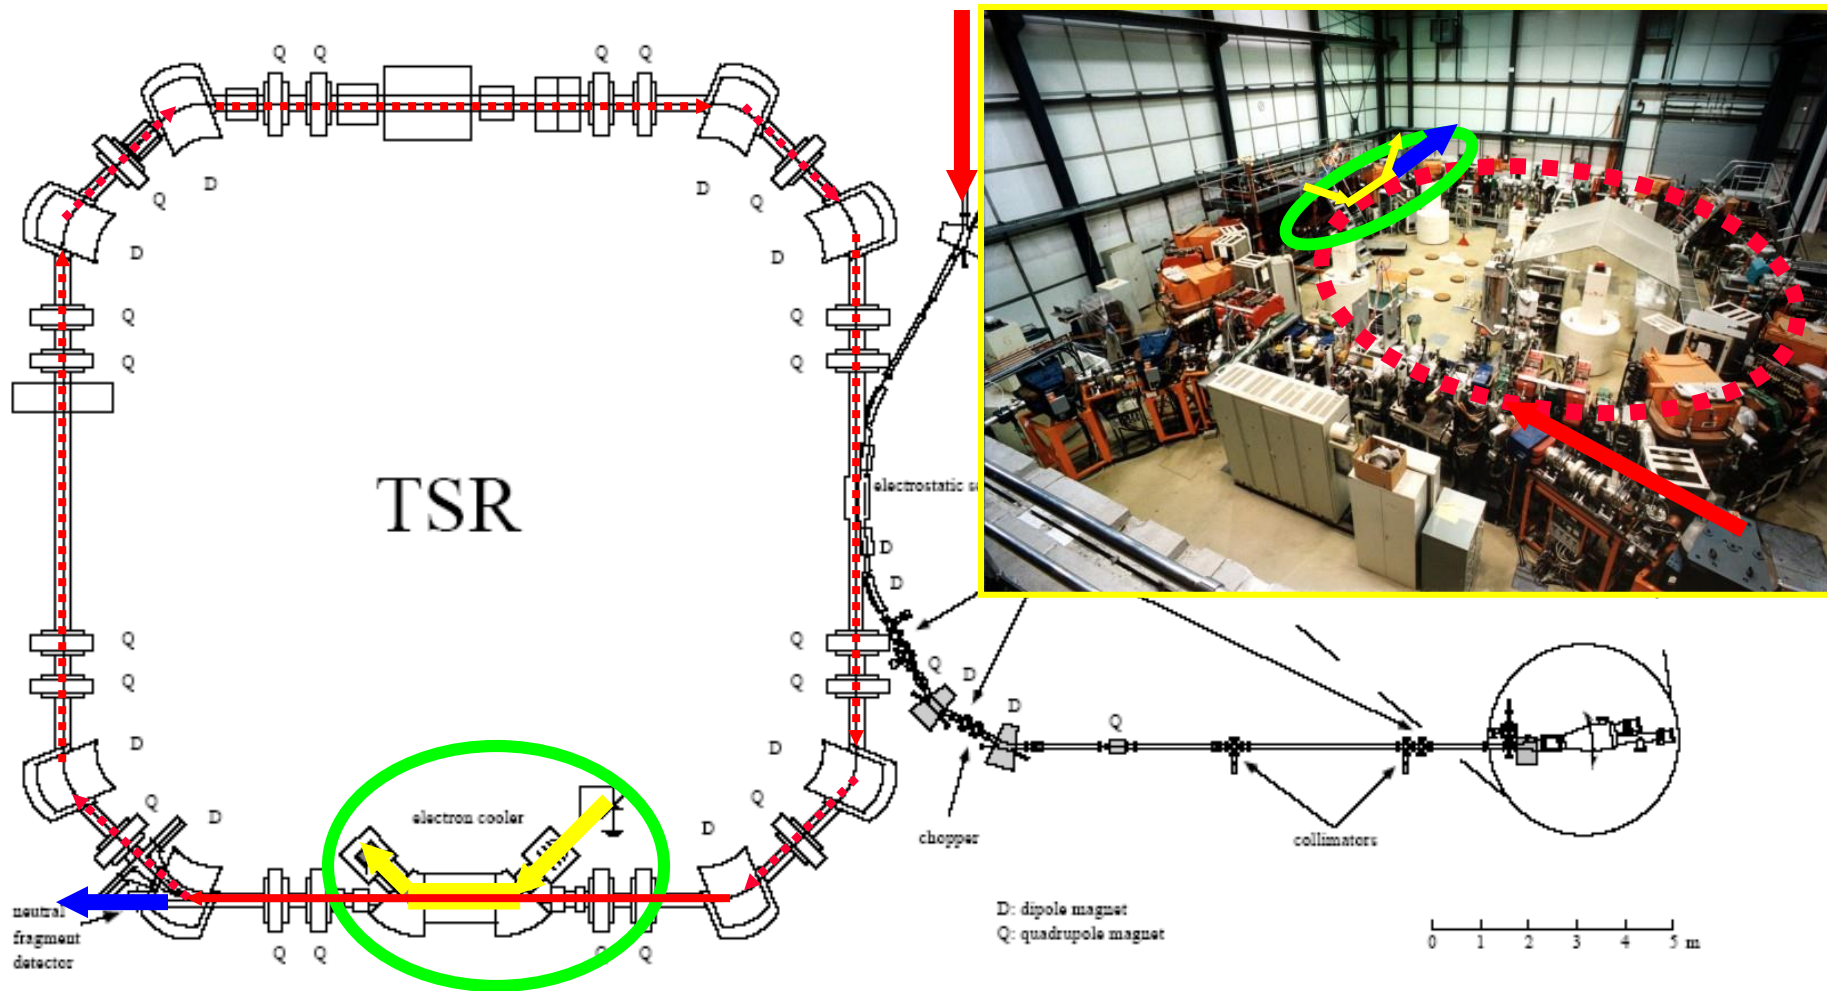 Q Q Q Q
D D
Q Q
D D
Q Q
Q Q
TSR
electrostatic
D
D
Q Q
Q D
Q Q
D
Q
D D
Q Q
D D
electron cooler
chopper
collimators
neutral
fragment
detector
Q Q Q Q
D: dipole magnet
Q: quadrupole magnet
0 1 2 3 4 5 m